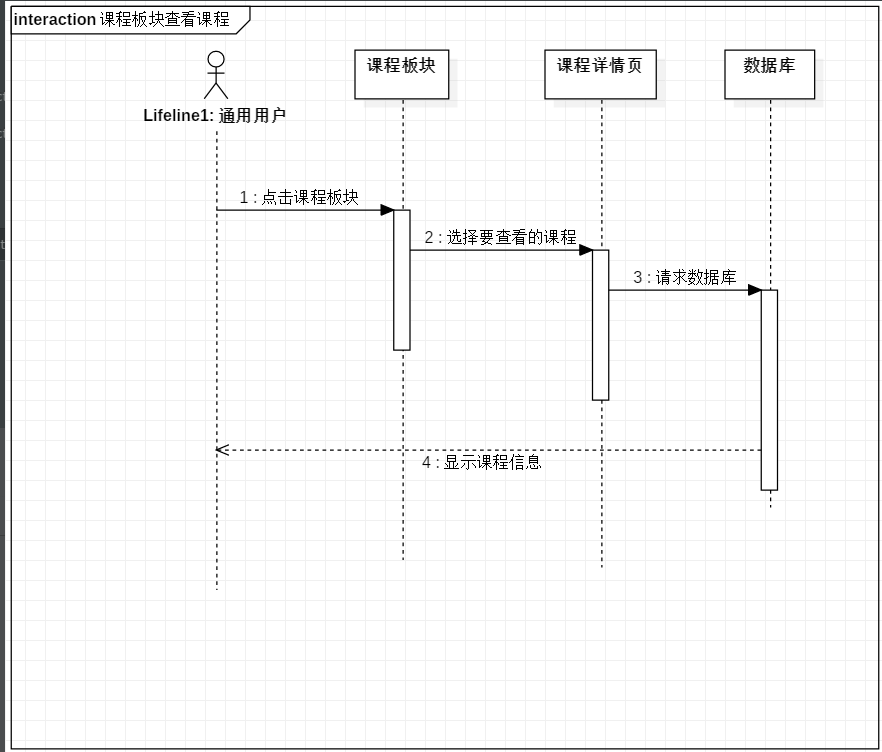 interaction 课程板块查看课程
课程板块
课程详情页
数据库
Lifeline1: 通用用户
1 : 点击课程板块
2 : 选择要查看的课程
3 : 请求数据库
4 : 显示课程信息